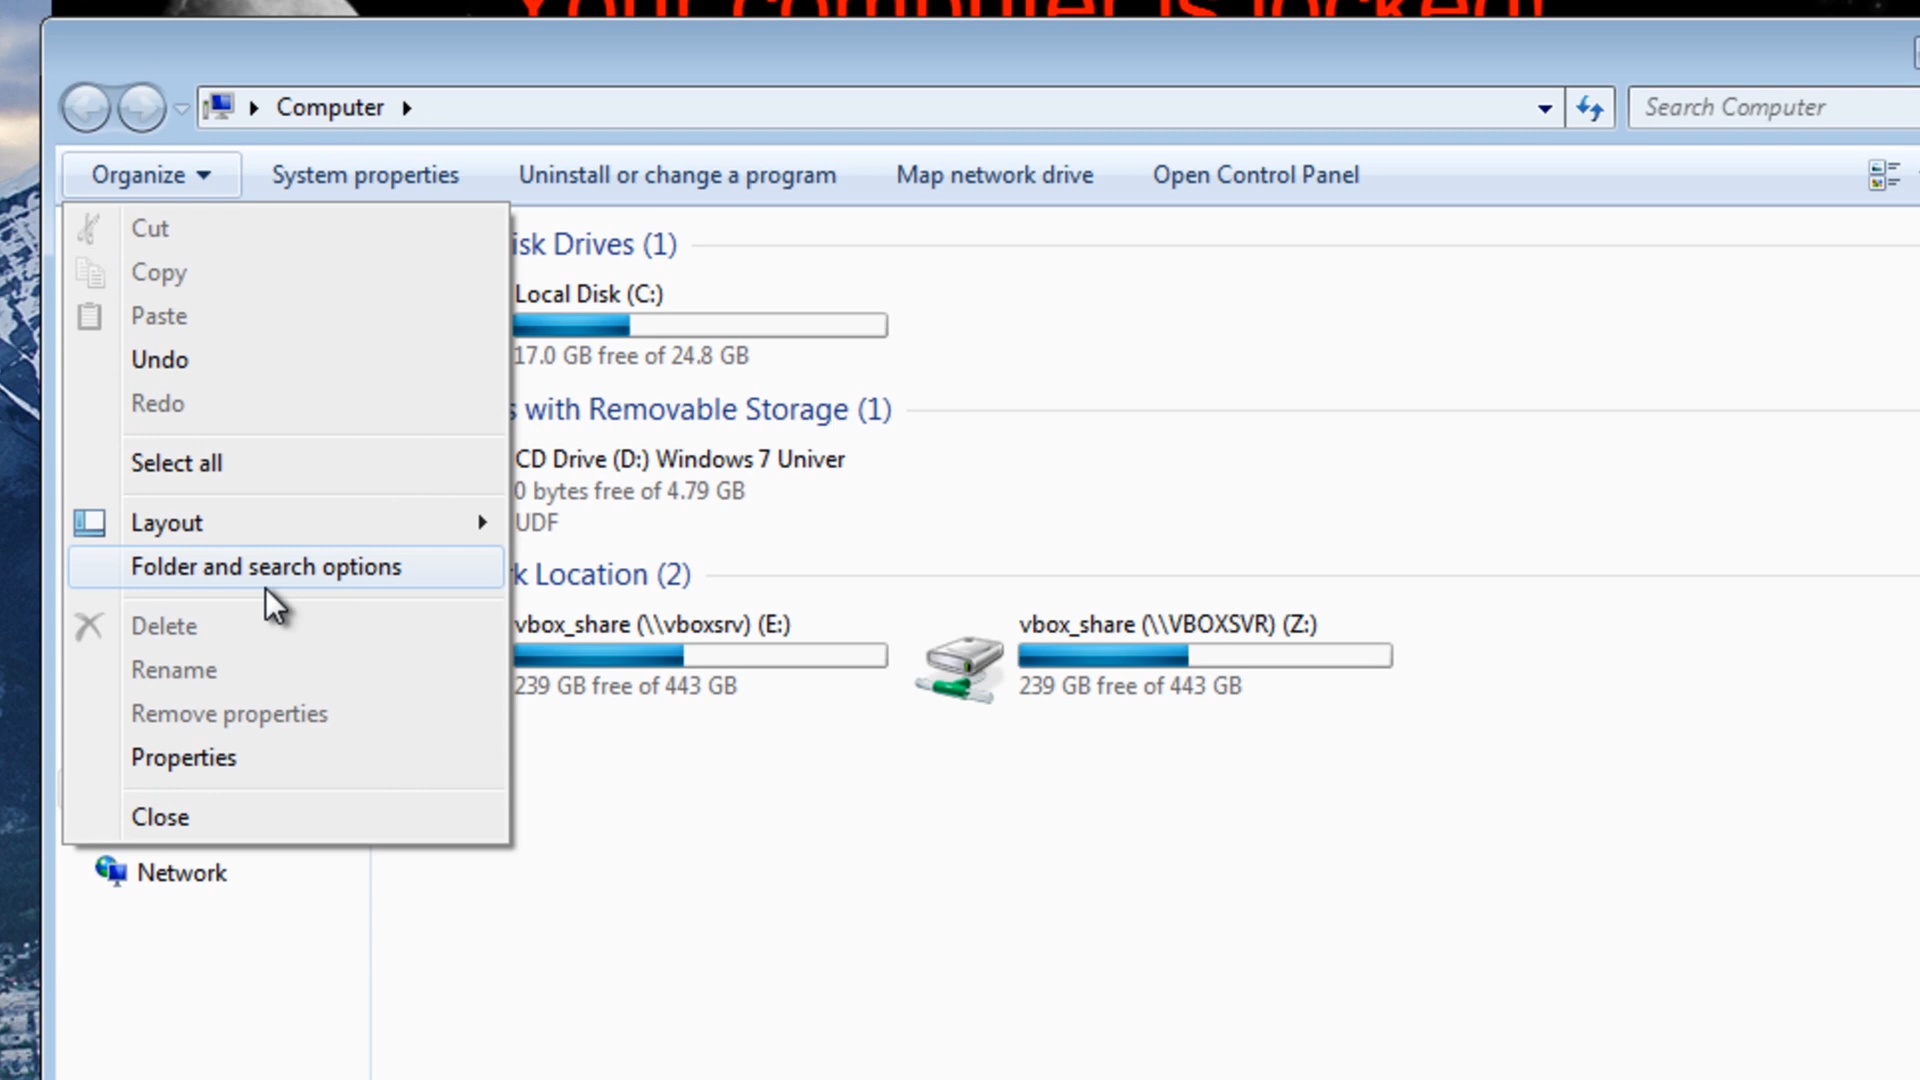 Your computer is locked!
Computer
Search Computer
Organize
System properties
Uninstall or change a program
Map network drive
Open Control Panel
Cut
Copy
Paste
Undo
Redo
Select all
Layout
Folder and search options
Delete
Rename
Remove properties
Properties
Close
Network
isk Drives (1)
Local Disk (C:)
17.0 GB free of 24.8 GB
s with Removable Storage (1)
CD Drive (D:) Windows 7 Univer
0 bytes free of 4.79 GB
UDF
k Location (2)
vbox_share (\\vboxsrv) (E:)
239 GB free of 443 GB
vbox_share (\\VBOXSVR) (Z:)
239 GB free of 443 GB